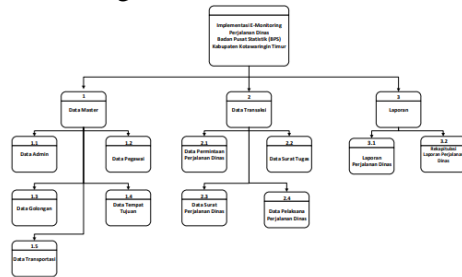 Implementasi E-Monitoring
Perjalanan Dinas
Badan Pusat Statistik (BPS)
Kabupaten Kotawaringin Timur
1
Data Master
2
Data Transaksi
3
Laporan
1.1
Data Admin
1.2
Data Pegawai
2.1
Data Permintaan
Perjalanan Dinas
2.2
Data Surat Tugas
3.1
Laporan
Perjalanan Dinas
3.2
Rekapitulasi
Laporan Perjalanan
Dinas
1.3
Data Golongan
1.4
Data Tempat
Tujuan
2.3
Data Surat
Perjalanan Dinas
2.4
Data Pelaksana
Perjalanan Dinas
1.5
Data Transportasi